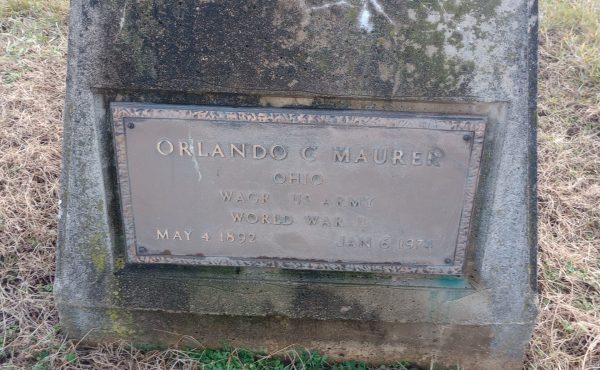 ORLANDO C MAURER
OHIO
WAGR US ARMY
WORLD WAR I
MAY 4 1892 JAN 6 1974